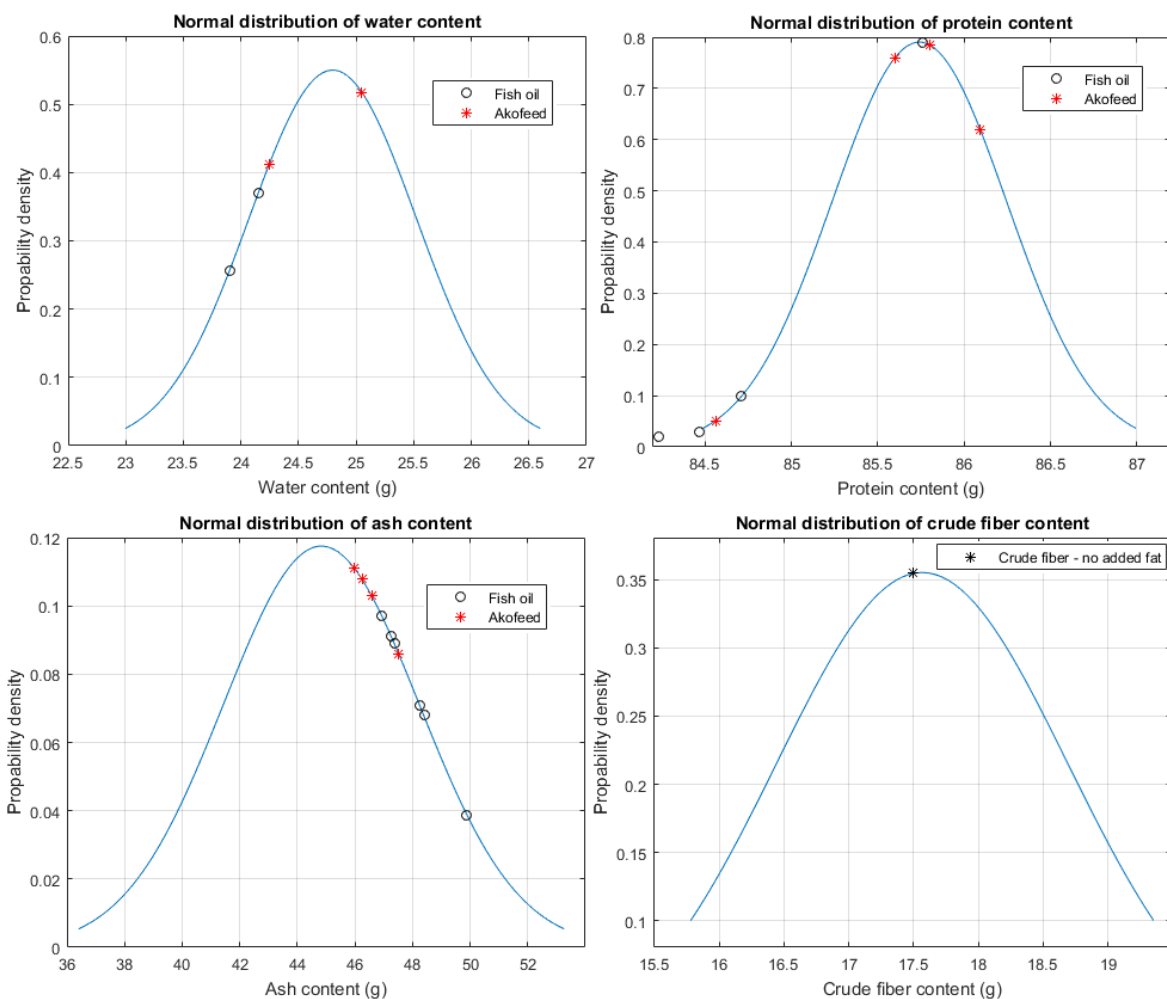 Normal distribution of water content
0.6
0.5
0.4
0.3
0.2
0.1
0
Propability density
Fish oil
Akofeed
22.5 23 23.5 24 24.5 25 25.5 26 26.5 27
Water content (g)
Normal distribution of protein content
0.8
0.7
0.6
0.5
0.4
0.3
0.2
0.1
0
Propability density
Fish oil
Akofeed
84.5 85 85.5 86 86.5 87
Protein content (g)
Normal distribution of ash content
0.12
0.1
0.08
0.06
0.04
0.02
0
Propability density
Fish oil
Akofeed
36 38 40 42 44 46 48 50 52
Ash content (g)
Normal distribution of crude fiber content
0.35
0.3
0.25
0.2
0.15
0.1
Propability density
Crude fiber - no added fat
15.5 16 16.5 17 17.5 18 18.5 19
Crude fiber content (g)